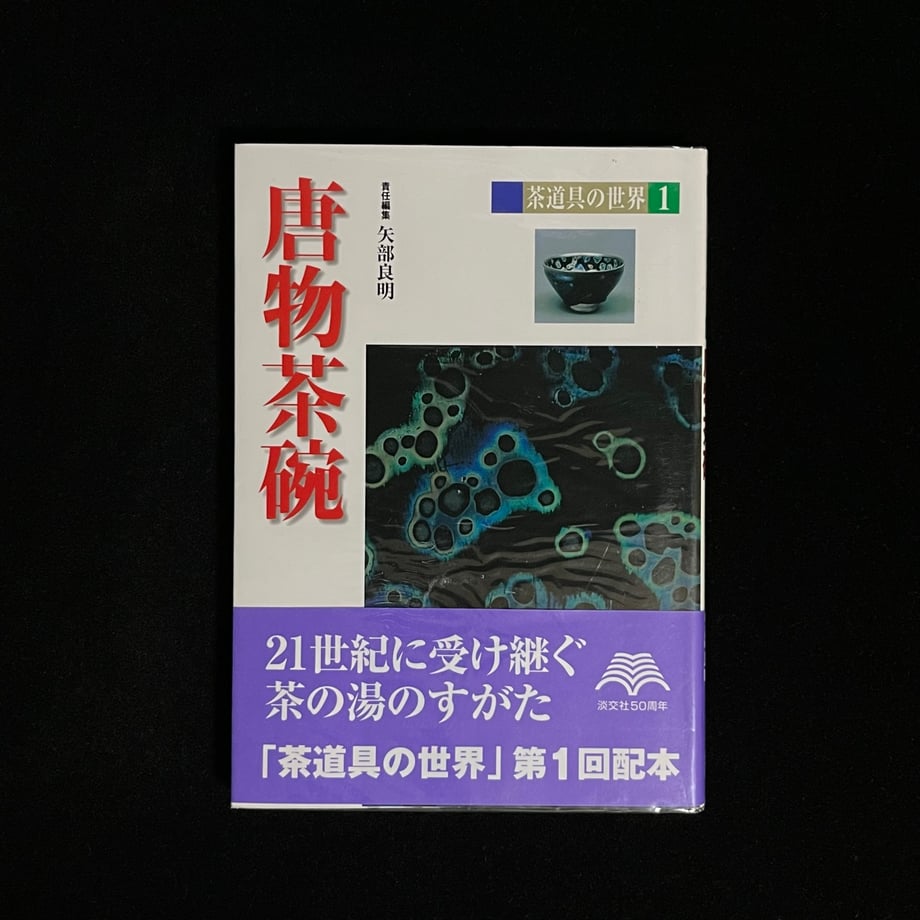 茶道具の世界 1
唐物茶碗
責任編集 矢部良明
21世紀に受け継ぐ
茶の湯のすがた
淡交社50周年
「茶道具の世界」第1回配本